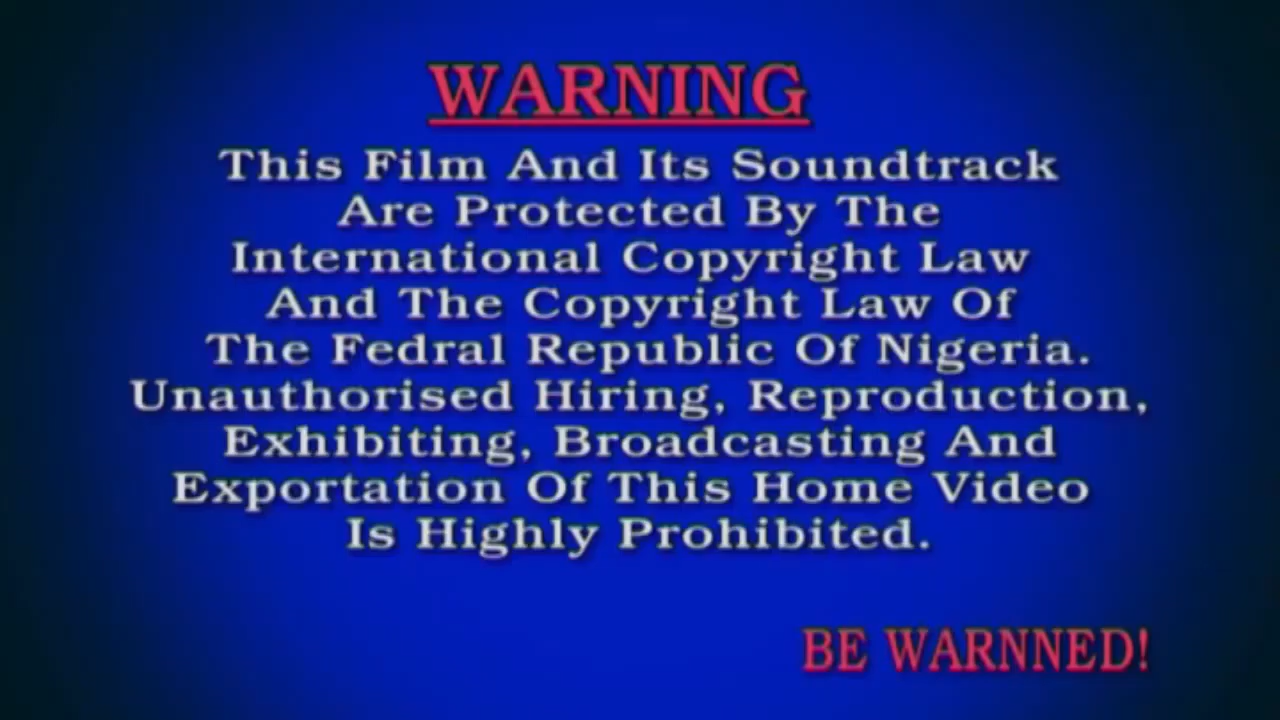 WARNING
This Film And Its Soundtrack
Are Protected By The
International Copyright Law
And The Copyright Law Of
The Fedral Republic Of Nigeria.
Unauthorised Hiring, Reproduction,
Exhibiting, Broadcasting And
Exportation Of This Home Video
Is Highly Prohibited.
BE WARNNED!